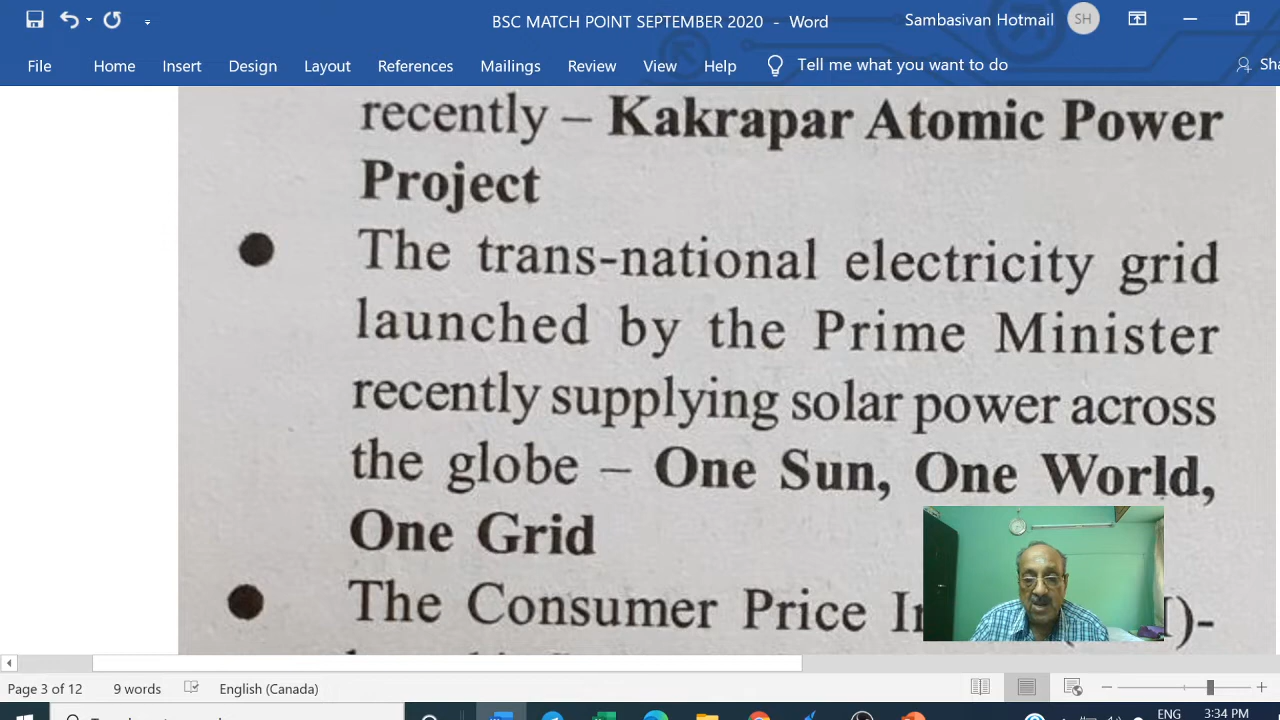 BSC MATCH POINT SEPTEMBER 2020 - Word
Sambasivan Hotmail SH
File Home Insert Design Layout References Mailings Review View Help Tell me what you want to do Sha
recently – Kakrapar Atomic Power
Project
● The trans-national electricity grid
launched by the Prime Minister
recently supplying solar power across
the globe – One Sun, One World,
One Grid
● The Consumer Price In I)-
Page 3 of 12 9 words English (Canada)
ENG 3:34 PM